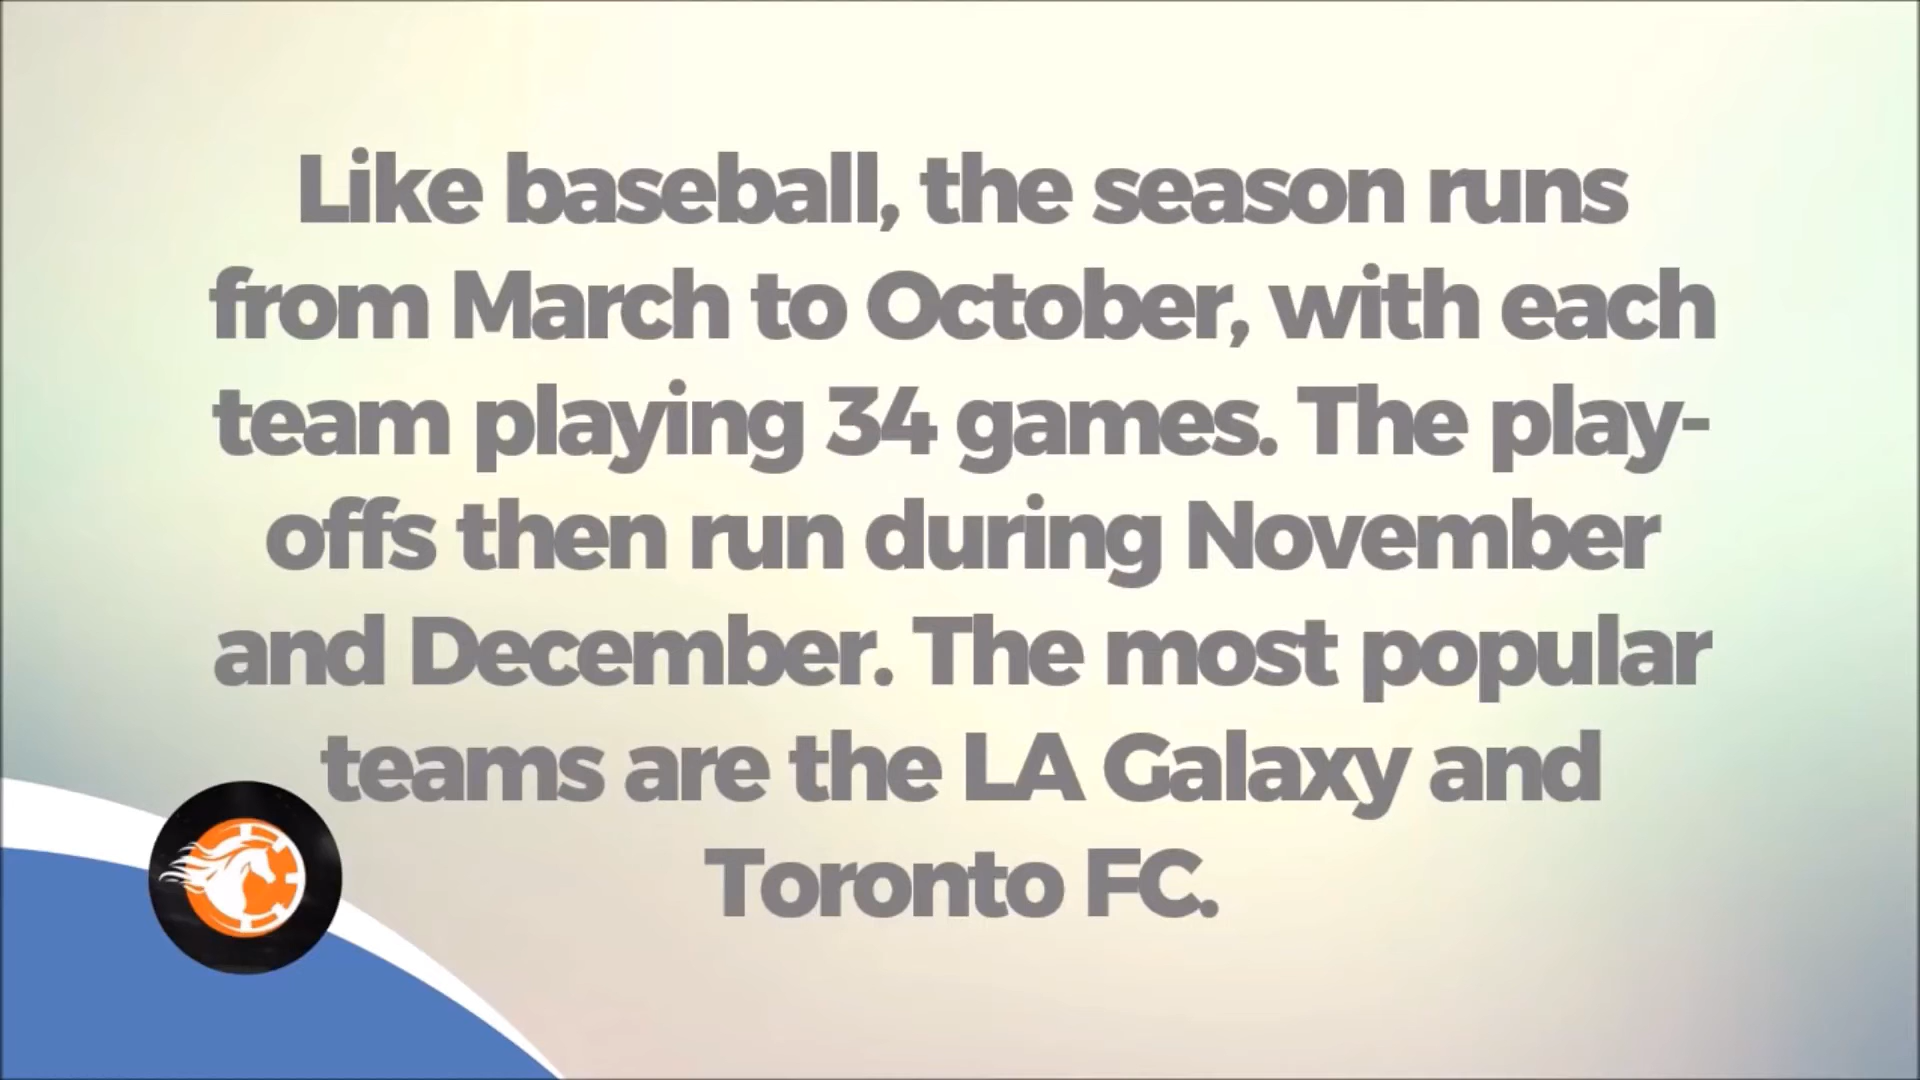 Like baseball, the season runs
from March to October, with each
team playing 34 games. The play-
offs then run during November
and December. The most popular
teams are the LA Galaxy and
Toronto FC.